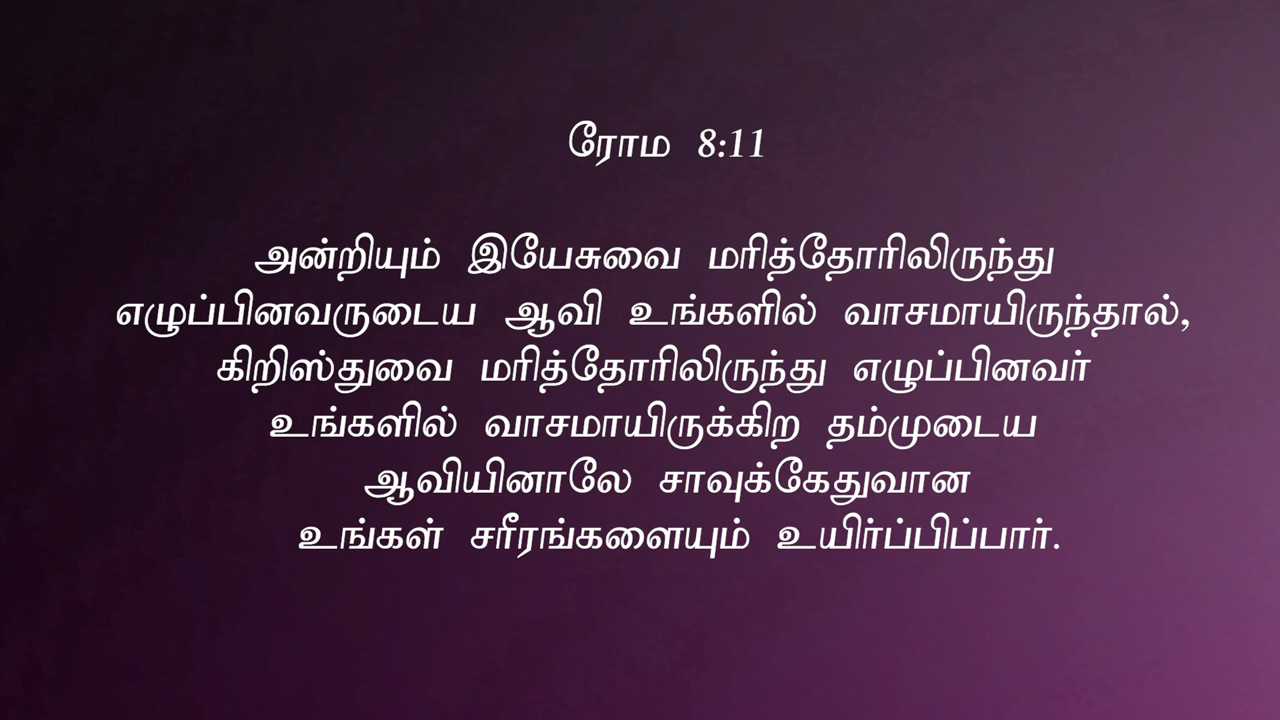 ரோம 8:11
அன்றியும் இயேசுவை மரித்தோரிலிருந்து
எழுப்பினவருடைய ஆவி உங்களில் வாசமாயிருந்தால்,
கிறிஸ்துவை மரித்தோரிலிருந்து எழுப்பினவர்
உங்களில் வாசமாயிருக்கிற தம்முடைய
ஆவியினாலே சாவுக்கேதுவான
உங்கள் சரீரங்களையும் உயிர்ப்பிப்பார்.